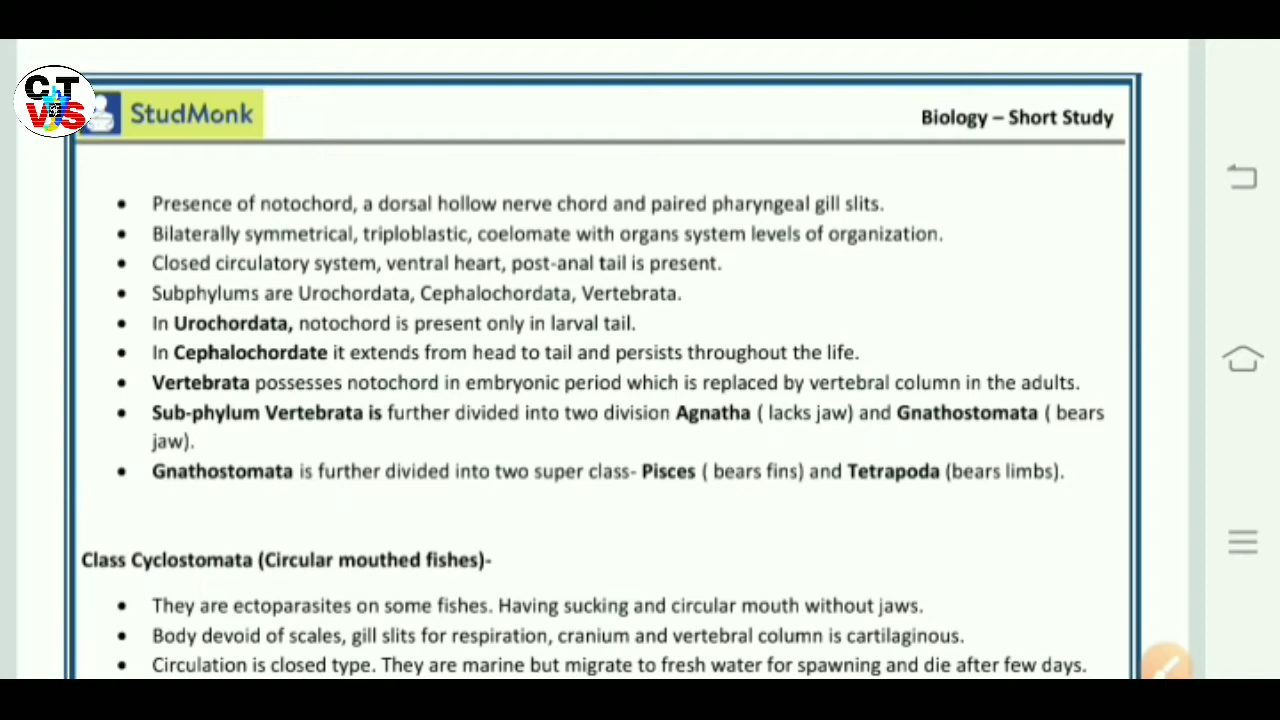 CT
VJS
StudMonk
Biology – Short Study
• Presence of notochord, a dorsal hollow nerve chord and paired pharyngeal gill slits.
• Bilaterally symmetrical, triploblastic, coelomate with organs system levels of organization.
• Closed circulatory system, ventral heart, post-anal tail is present.
• Subphylums are Urochordata, Cephalochordata, Vertebrata.
• In Urochordata, notochord is present only in larval tail.
• In Cephalochordate it extends from head to tail and persists throughout the life.
• Vertebrata possesses notochord in embryonic period which is replaced by vertebral column in the adults.
• Sub-phylum Vertebrata is further divided into two division Agnatha ( lacks jaw) and Gnathostomata ( bears
jaw).
• Gnathostomata is further divided into two super class- Pisces ( bears fins) and Tetrapoda (bears limbs).
Class Cyclostomata (Circular mouthed fishes)-
• They are ectoparasites on some fishes. Having sucking and circular mouth without jaws.
• Body devoid of scales, gill slits for respiration, cranium and vertebral column is cartilaginous.
• Circulation is closed type. They are marine but migrate to fresh water for spawning and die after few days.